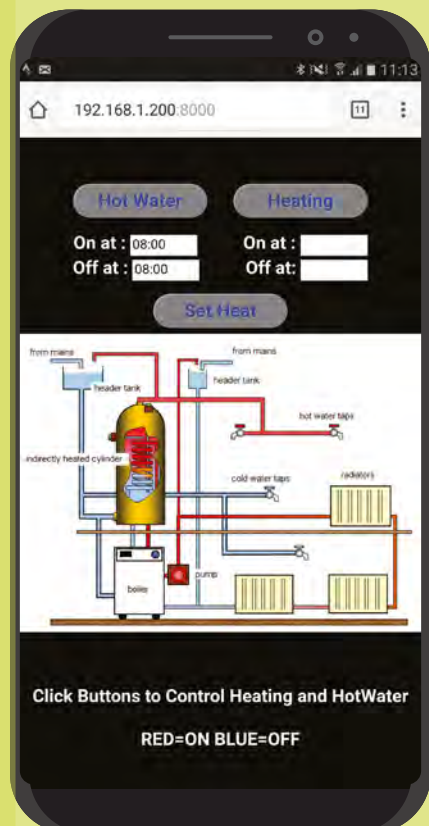 11:13
192.168.1.200:8000
11
Hot Water Heating
On at : 08:00 On at :
Off at : 08:00 Off at:
Set Heat
from mains from mains
header tank header tank
hot water taps
indirectly heated cylinder
cold water taps radiators
boiler pump
Click Buttons to Control Heating and HotWater
RED=ON BLUE=OFF